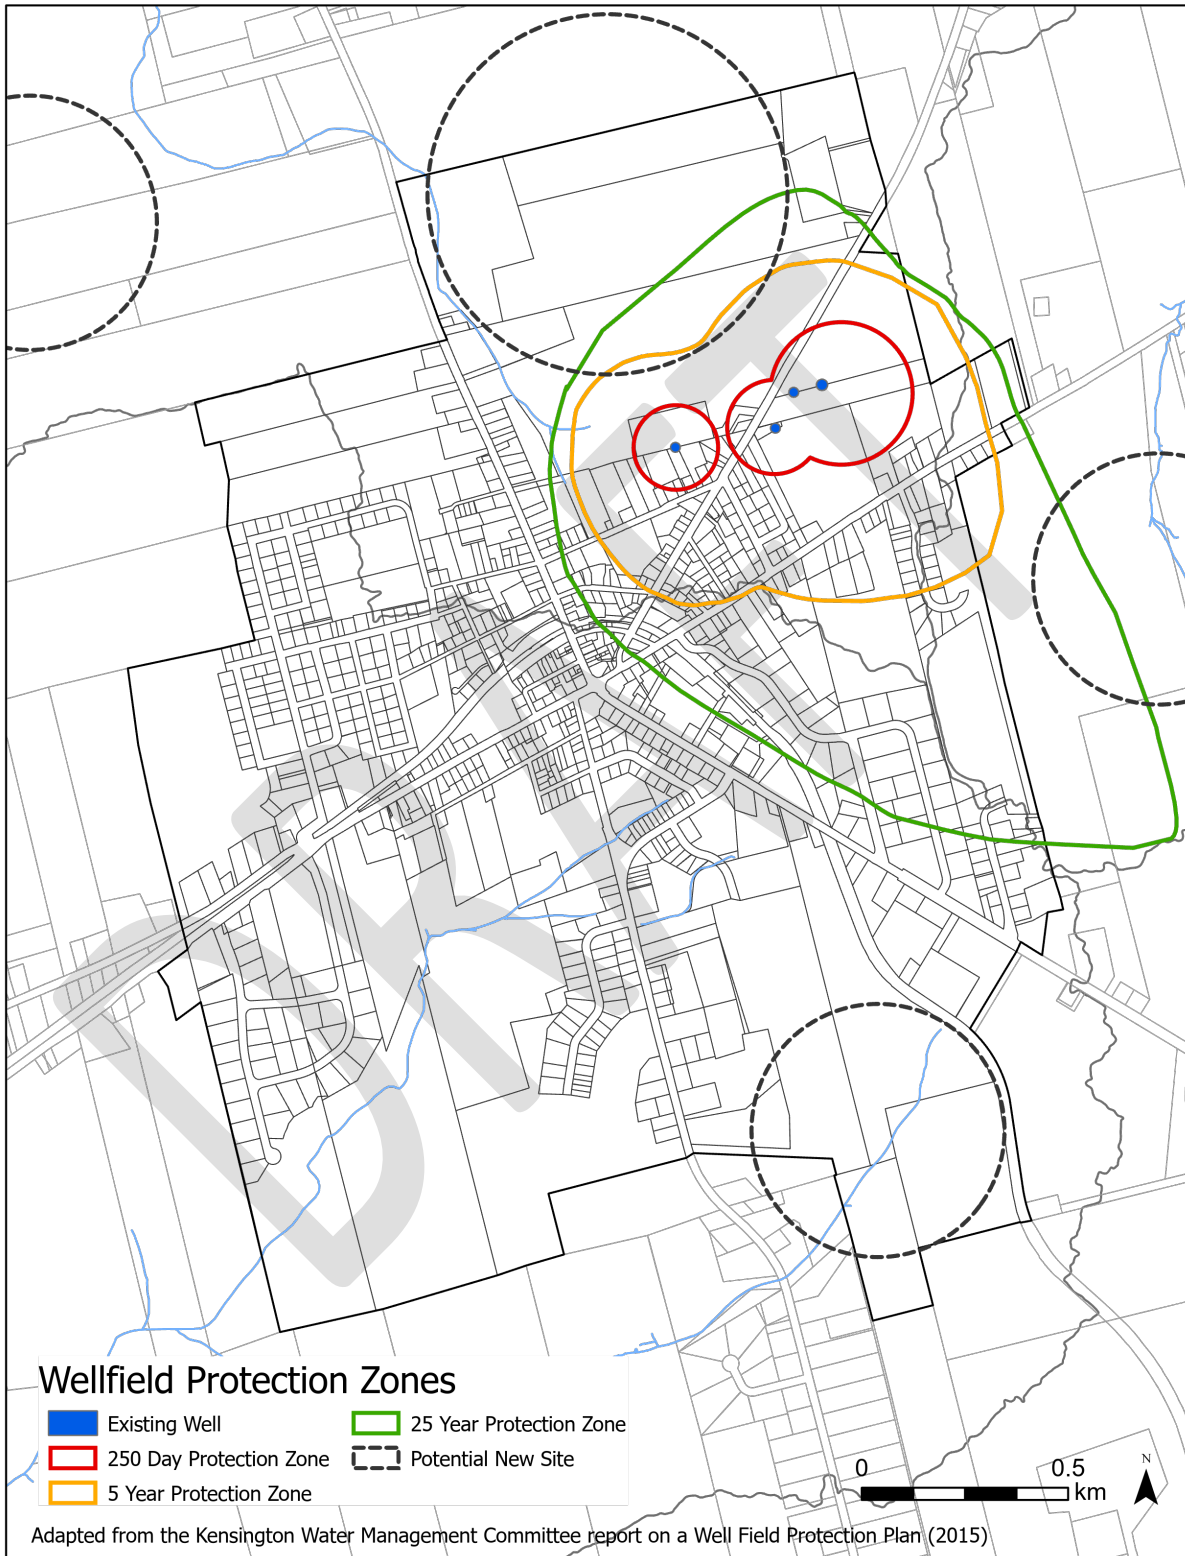 DRAFT
Wellfield Protection Zones
Existing Well
250 Day Protection Zone
5 Year Protection Zone
25 Year Protection Zone
Potential New Site
0 0.5
km
N
Adapted from the Kensington Water Management Committee report on a Well Field Protection Plan (2015)